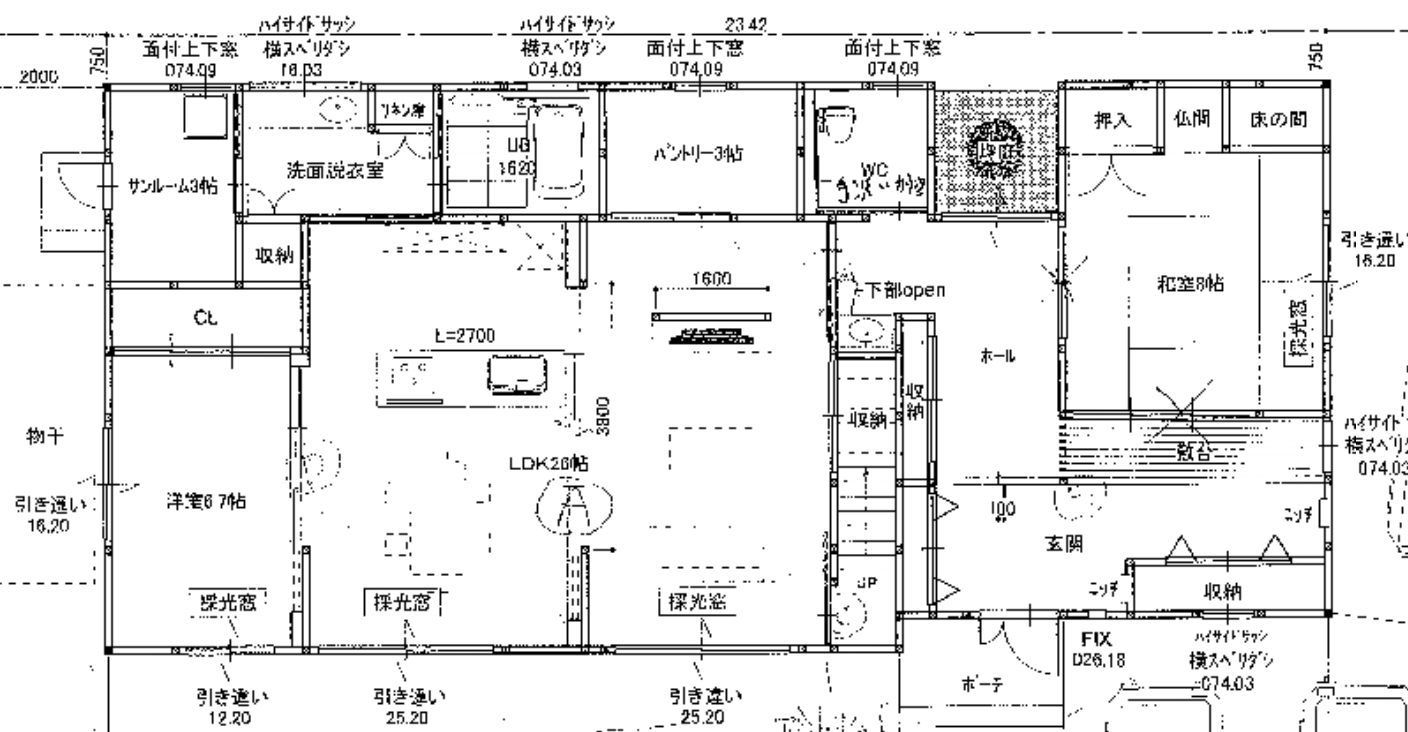 ハイサイドサッシ
ハイサイドサッシ
23.42
面付上下窓
横スベリダシ
横スベリダシ
面付上下窓
面付上下窓
750
074.09
16.03
074.03
074.09
074.09
750
2000
リネン庫
UB
1620
パントリー3帖
押入
仏間
床の間
サンルーム3帖
洗面脱衣室
WC
収納
引き違い
16.20
1600
下部open
和室8帖
採光窓
CL
L=2700
ホール
収納
収納
3800
物干
LDK26帖
ハイサイド
横スベリダ
074.03
引き違い
16.20
洋室6.7帖
100
ニッチ
玄関
UP
ニッチ
収納
採光窓
採光窓
採光窓
FIX
026.18
ハイサイドサッシ
横スベリダシ
074.03
ポーチ
引き違い
12.20
引き違い
25.20
引き違い
25.20